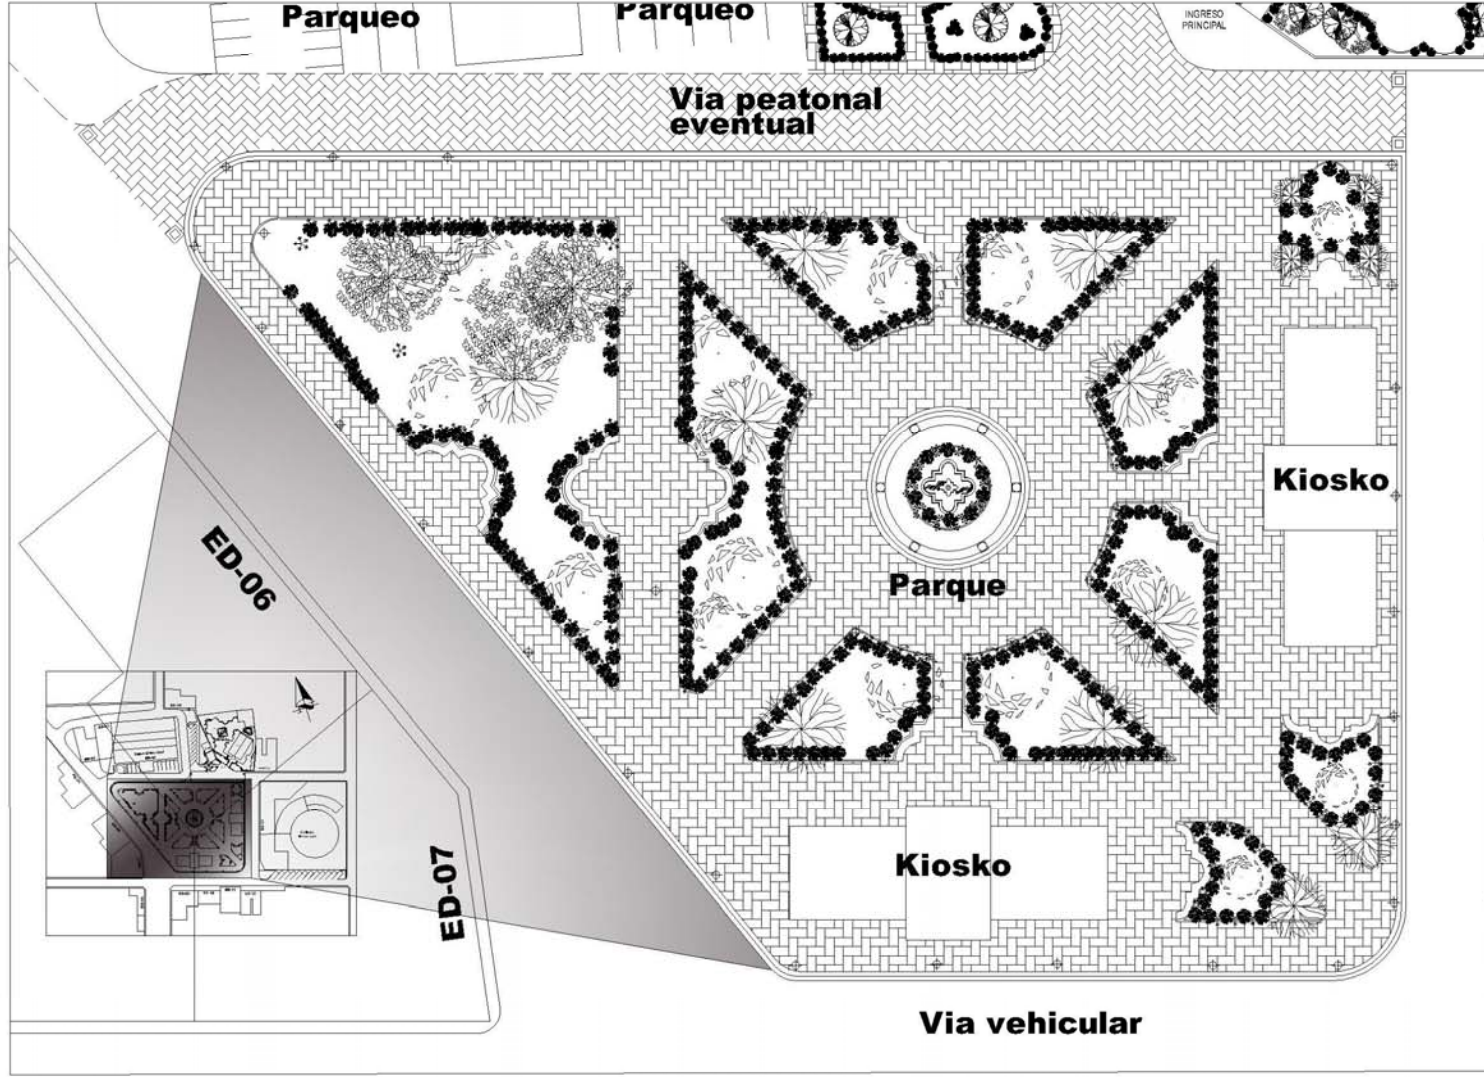 Parqueo
Parqueo
INGRESO
PRINCIPAL
Via peatonal
eventual
Kiosko
ED-06
Parque
Kiosko
ED-07
Via vehicular